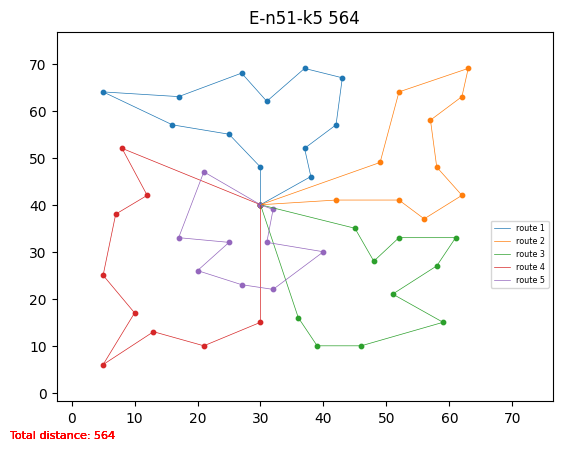 E-n51-k5 564
70
60
50
40
30
20
10
0
route 1
route 2
route 3
route 4
route 5
0 10 20 30 40 50 60 70
Total distance: 564